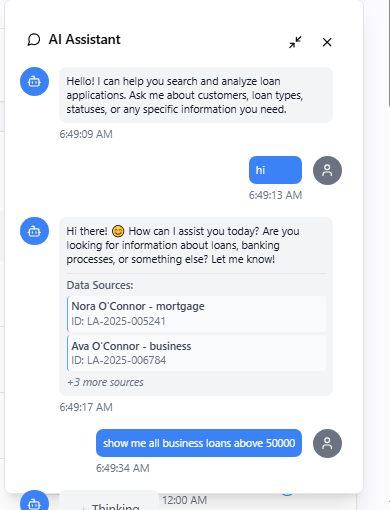 AI Assistant
Hello! I can help you search and analyze loan
applications. Ask me about customers, loan types,
statuses, or any specific information you need.
6:49:09 AM
hi
6:49:13 AM
Hi there! 😊 How can I assist you today? Are you
looking for information about loans, banking
processes, or something else? Let me know!
Data Sources:
Nora O'Connor - mortgage
ID: LA-2025-005241
Ava O'Connor - business
ID: LA-2025-006784
+3 more sources
6:49:17 AM
show me all business loans above 50000
6:49:34 AM
12:00 AM
Thinking